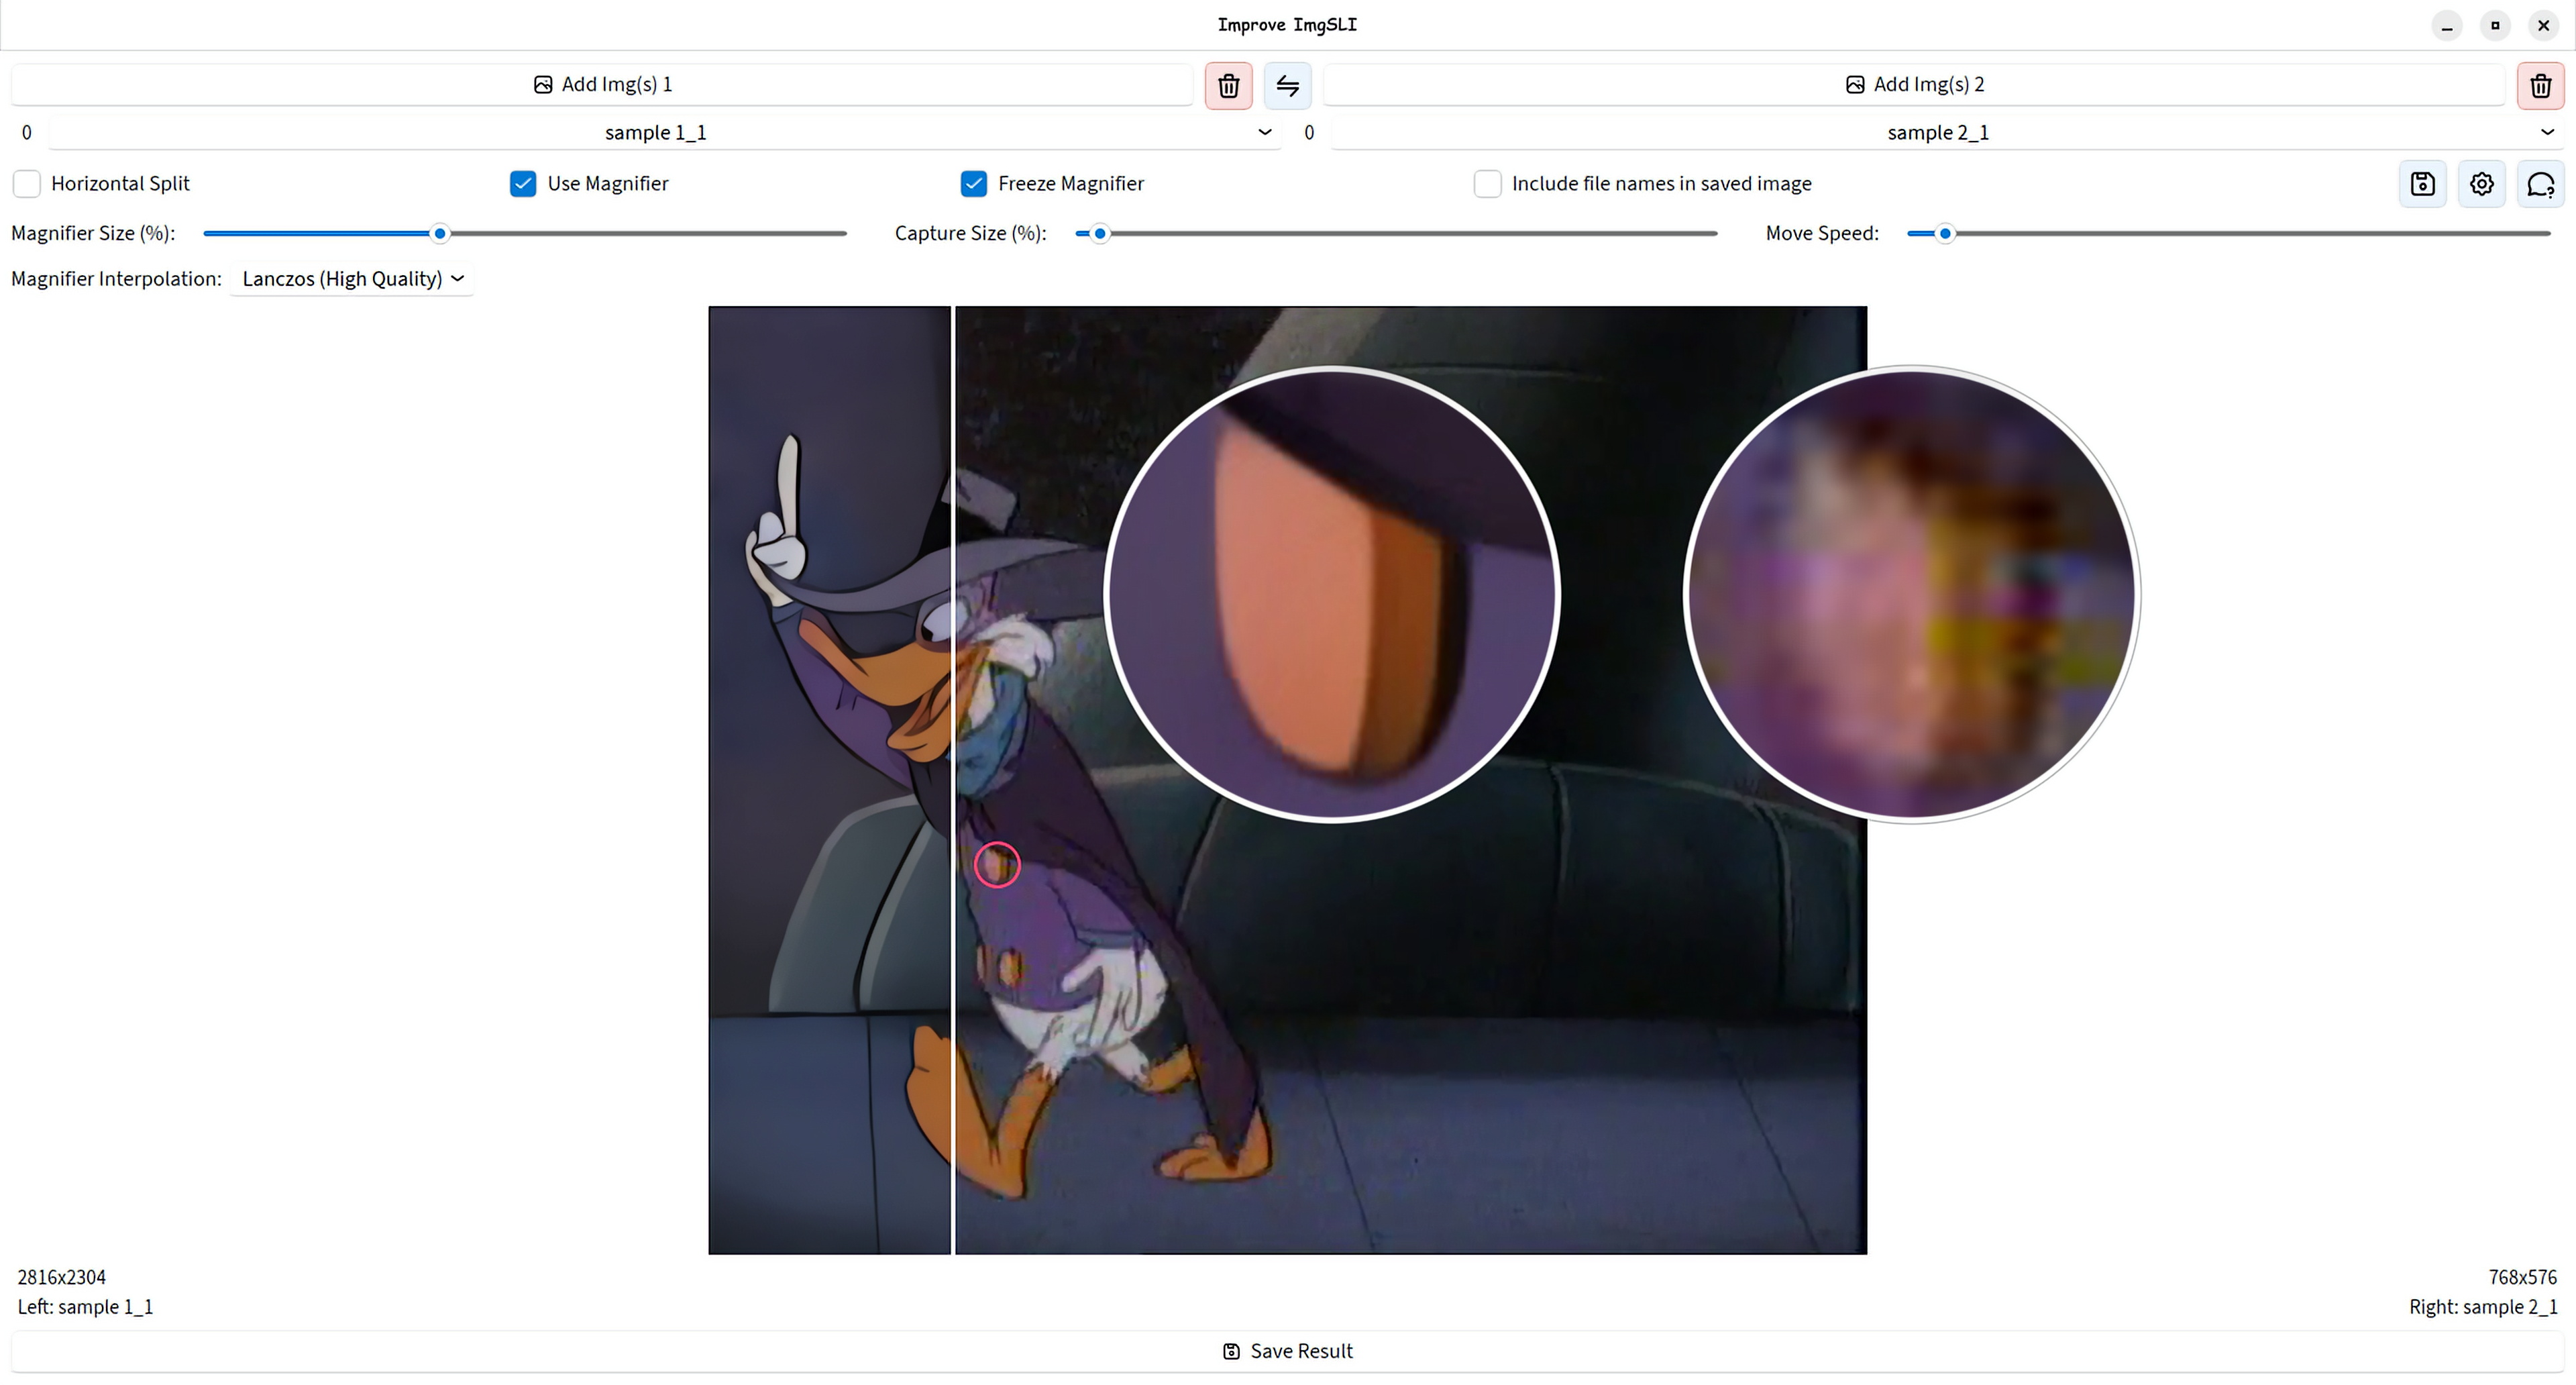 Improve ImgSLI
Add Img(s) 1
Add Img(s) 2
0
sample 1_1
0
sample 2_1
Horizontal Split
Use Magnifier
Freeze Magnifier
Include file names in saved image
Magnifier Size (%):
Capture Size (%):
Move Speed:
Magnifier Interpolation:
Lanczos (High Quality)
2816x2304
768x576
Left: sample 1_1
Right: sample 2_1
Save Result